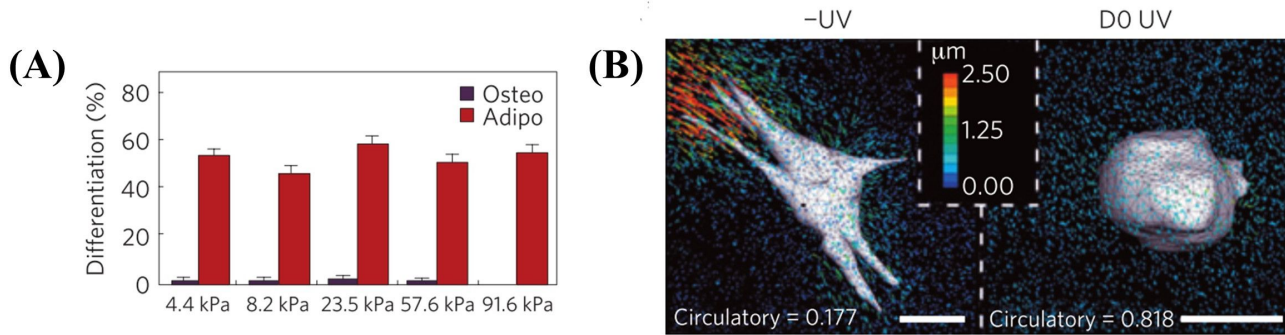 (A)
Differentiation (%)
80
60
40
20
0
Osteo
Adipo
4.4 kPa 8.2 kPa 23.5 kPa 57.6 kPa 91.6 kPa
(B)
−UV D0 UV
μm
2.50
1.25
0.00
Circulatory = 0.177 Circulatory = 0.818